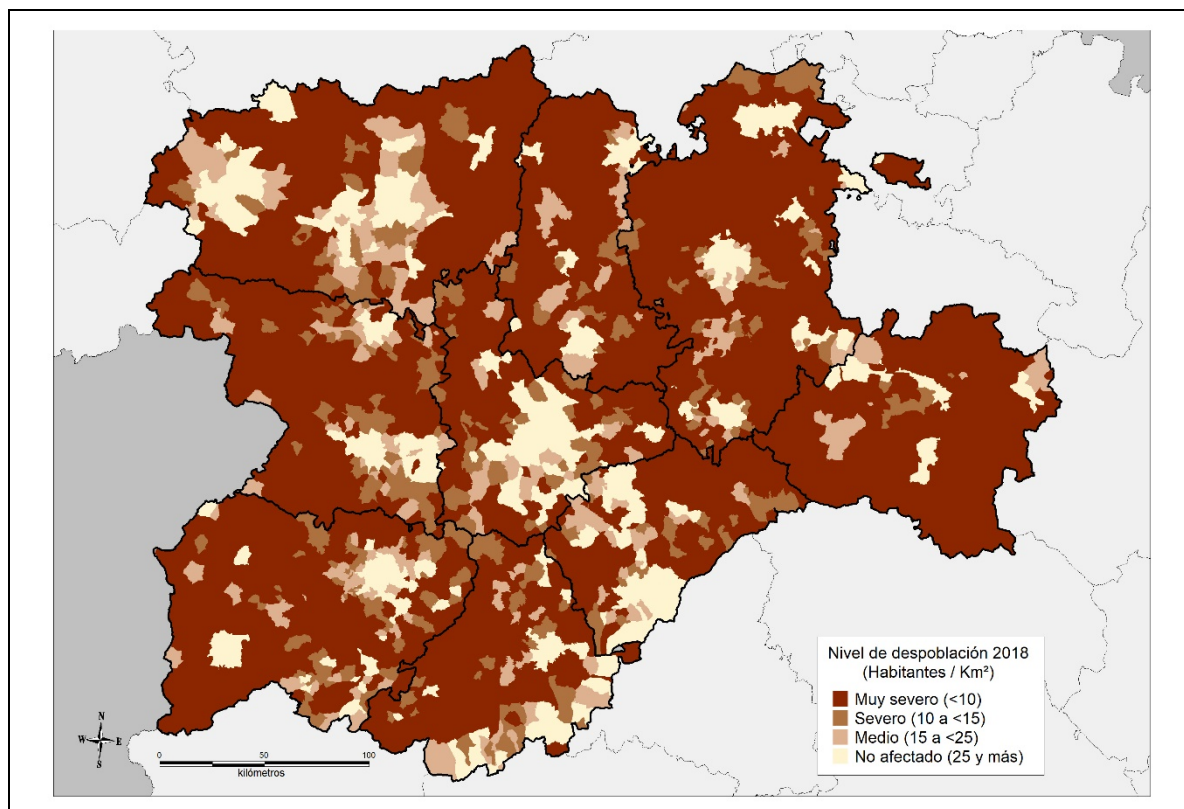 Nivel de despoblación 2018
(Habitantes / Km²)
Muy severo (<10)
Severo (10 a <15)
Medio (15 a <25)
No afectado (25 y más)
N
W E
S
0 50 100
kilómetros